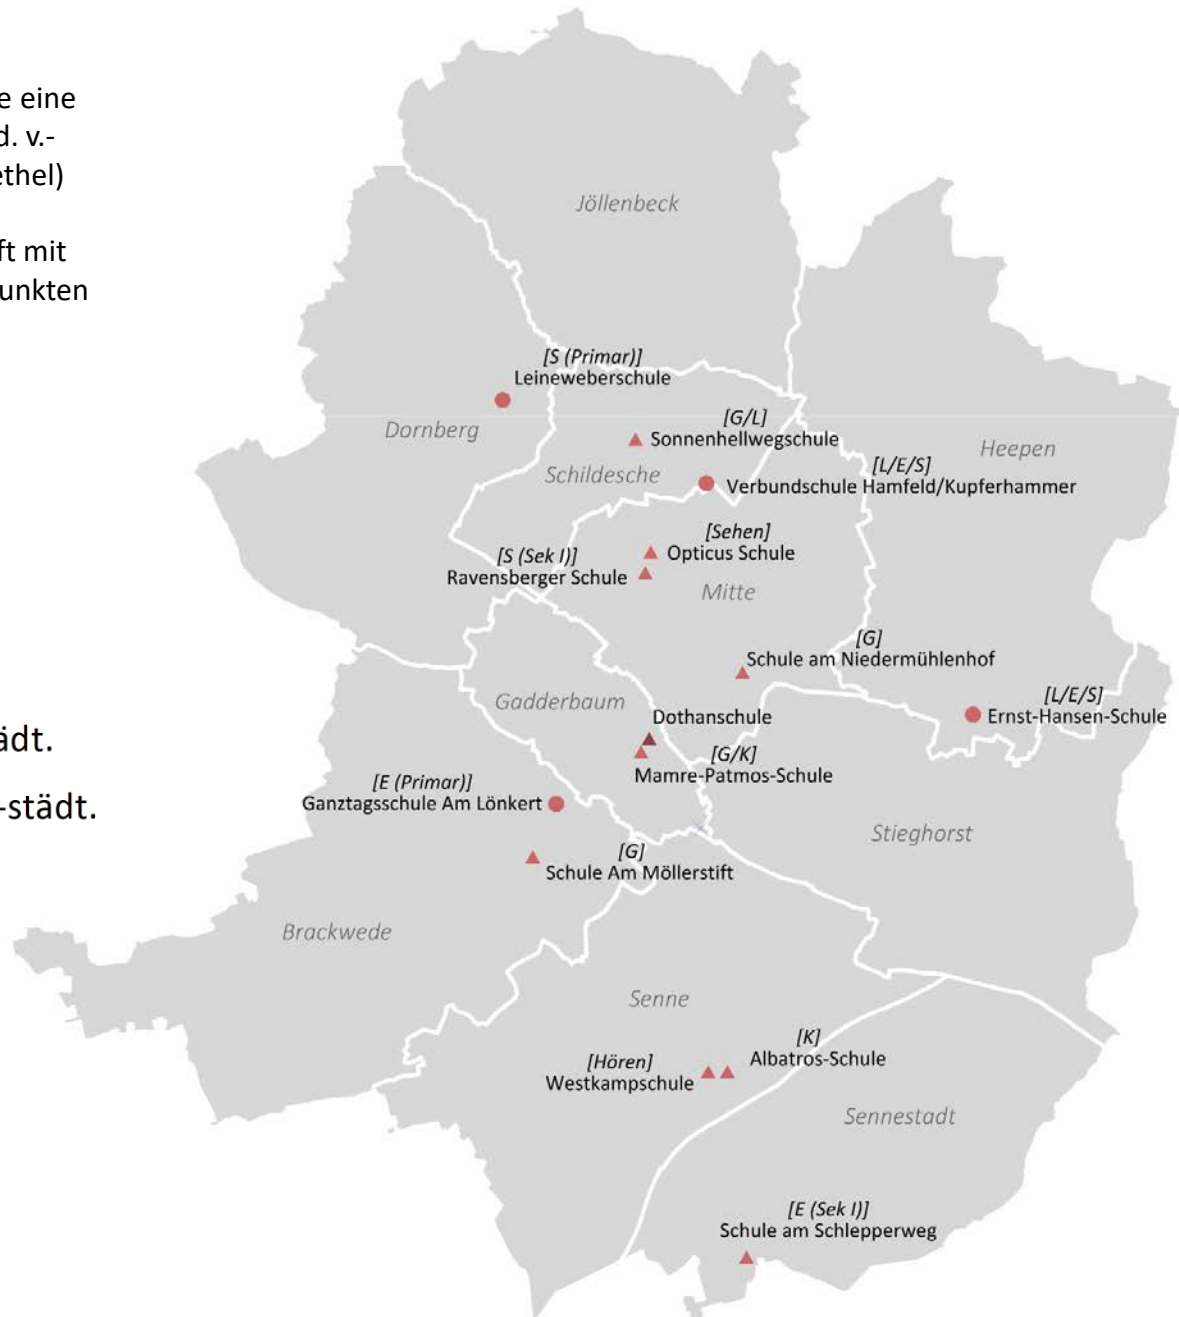 e eine
d. v.-
ethel)
ft mit
unkten
Jöllenbeck
[S (Primar)]
Leineweberschule
Dornberg
[G/L]
Sonnenhellwegschule
Heepen
Schildesche
[L/E/S]
Verbundschule Hamfeld/Kupferhammer
[Sehen]
Opticus Schule
[S (Sek I)]
Ravensberger Schule
Mitte
[G]
Schule am Niedermühlenhof
Gadderbaum
[L/E/S]
Ernst-Hansen-Schule
Dothanschule
ädt.
[G/K]
Mamre-Patmos-Schule
-städt.
[E (Primar)]
Ganztagsschule Am Lönkert
Stieghorst
[G]
Schule Am Möllerstift
Brackwede
Senne
[K]
Albatros-Schule
[Hören]
Westkampschule
Sennestadt
[E (Sek I)]
Schule am Schlepperweg